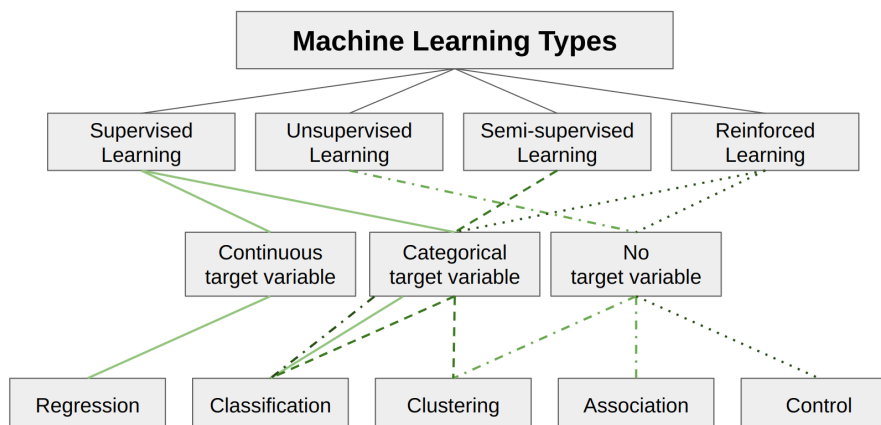 Machine Learning Types
Supervised
Learning
Unsupervised
Learning
Semi-supervised
Learning
Reinforced
Learning
Continuous
target variable
Categorical
target variable
No
target variable
Regression
Classification
Clustering
Association
Control